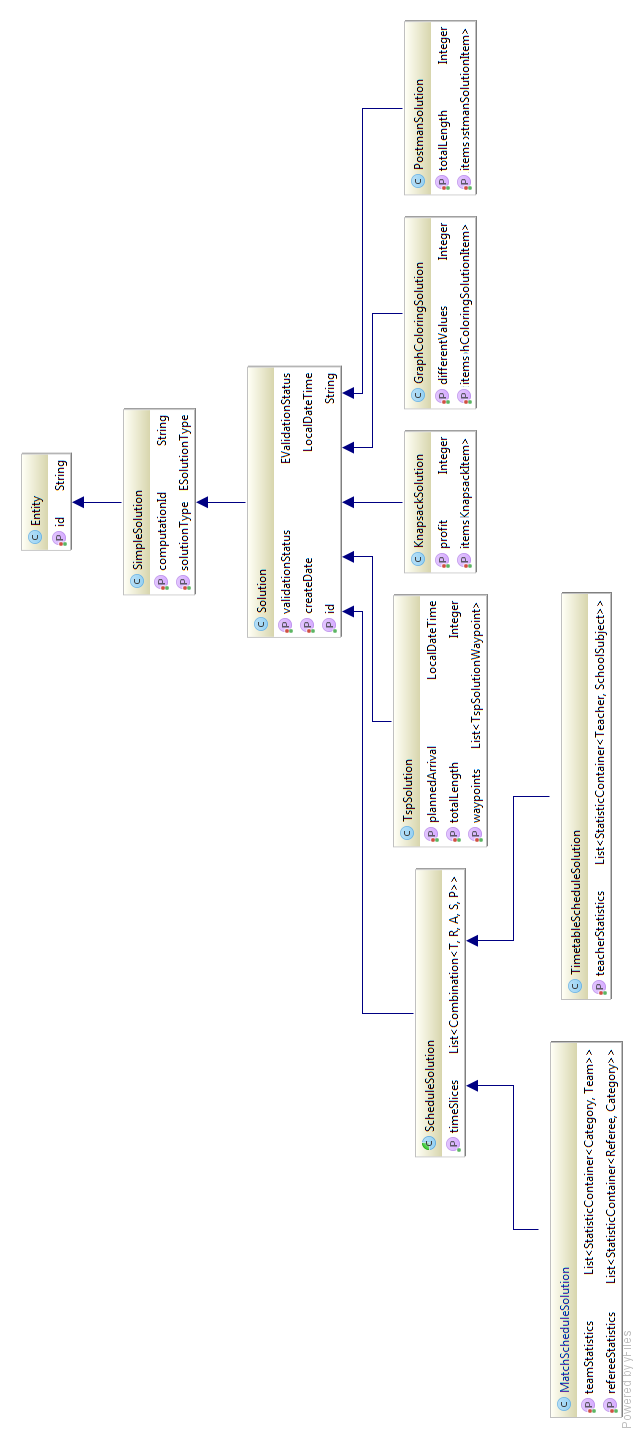 C Entity
P id String
C SimpleSolution
P computationId String
P solutionType ESolutionType
C Solution
P validationStatus EValidationStatus
P createDate LocalDateTime
P id String
C ScheduleSolution
P timeSlices List<Combination<T, R, A, S, P>>
C TspSolution
P plannedArrival LocalDateTime
P totalLength Integer
P waypoints List<TspSolutionWaypoint>
C KnapsackSolution
P profit Integer
P items KnapsackItem>
C GraphColoringSolution
P differentValues Integer
P items hColoringSolutionItem>
C PostmanSolution
P totalLength Integer
P items stmanSolutionItem>
C MatchScheduleSolution
P teamStatistics List<StatisticContainer<Category, Team>>
P refereeStatistics List<StatisticContainer<Referee, Category>>
C TimetableScheduleSolution
P teacherStatistics List<StatisticContainer<Teacher, SchoolSubject>>
Powered by yFiles